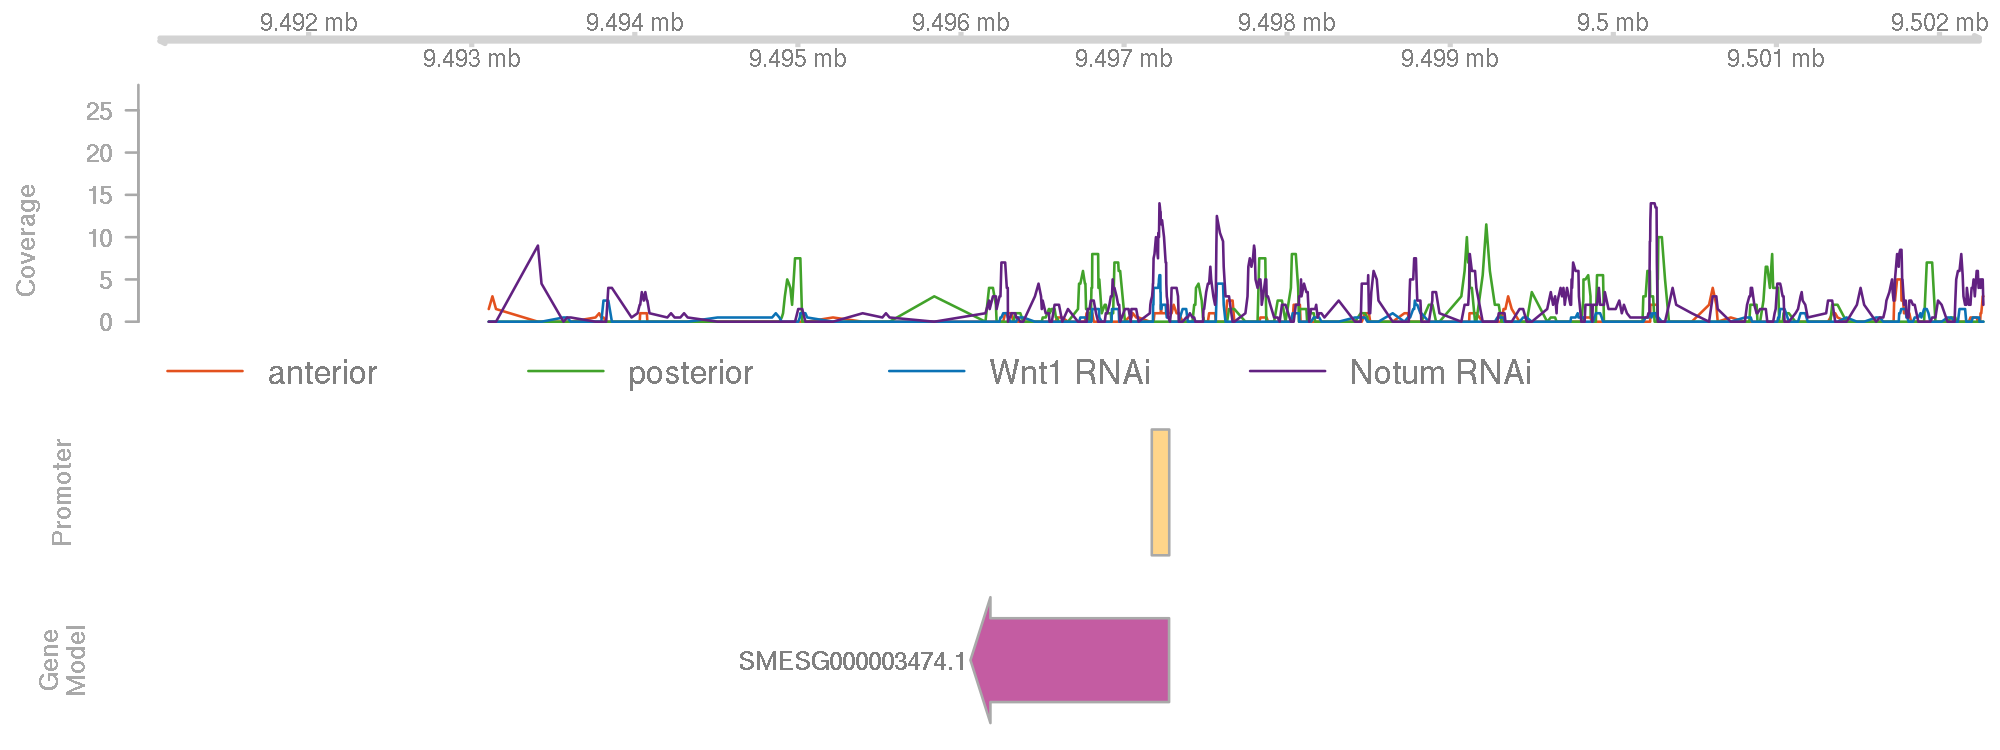 9.492 mb 9.494 mb 9.496 mb 9.498 mb 9.5 mb 9.502 mb
9.493 mb 9.495 mb 9.497 mb 9.499 mb 9.501 mb
Coverage
25
20
15
10
5
0
anterior posterior Wnt1 RNAi Notum RNAi
Promoter
Gene
Model
SMESG000003474.1